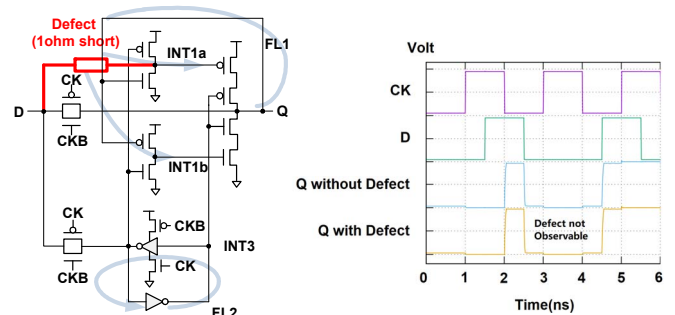 Defect
(1ohm short)
FL1
INT1a
CK
D
Q
CKB
INT1b
CK
CKB
CKB
INT3
CK
FL2
Volt
CK
D
Q without Defect
Q with Defect
Defect not
Observable
0 1 2 3 4 5 6
Time(ns)